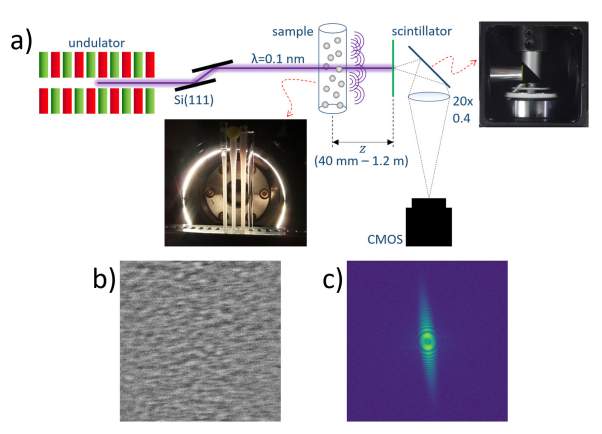 a)
undulator
Si(111)
λ=0.1 nm
sample
scintillator
z
(40 mm – 1.2 m)
20x
0.4
CMOS
b)
c)